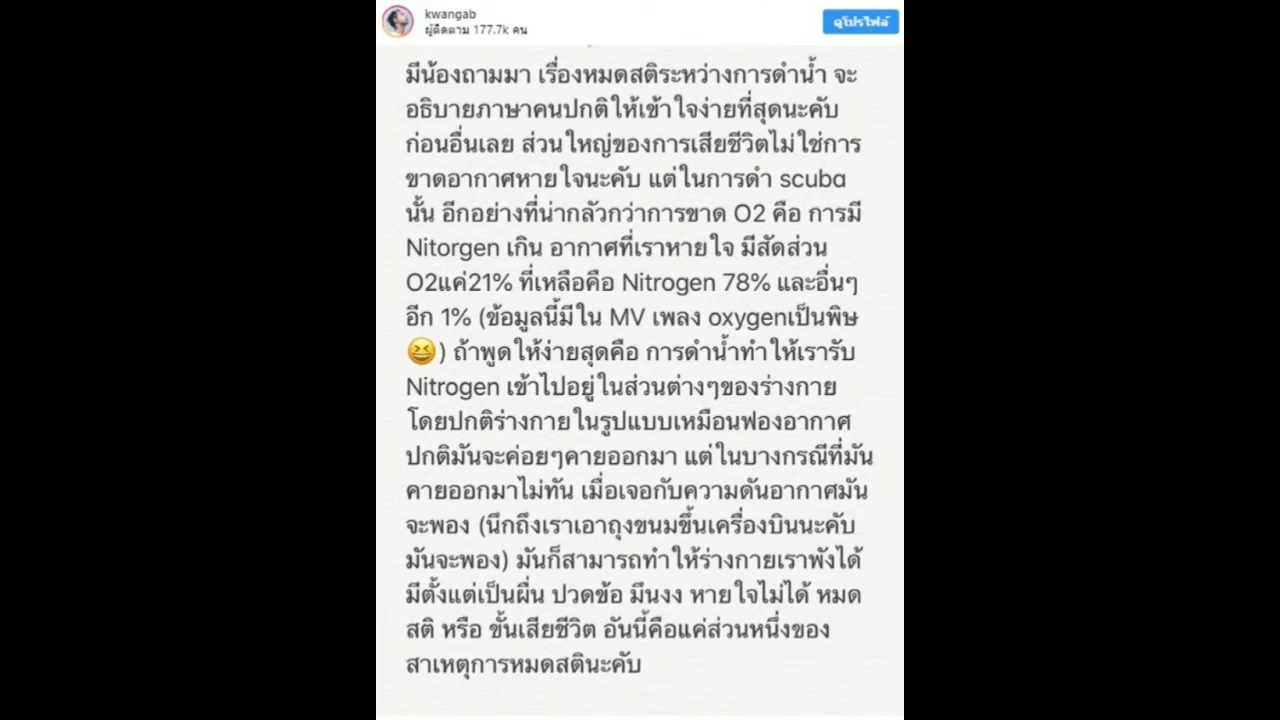 kwangab
ผู้ติดตาม 177.7k คน
ดูโปรไฟล์
มีน้องถามมา เรื่องหมดสติระหว่างการดำน้ำ จะ
อธิบายภาษาคนปกติให้เข้าใจง่ายที่สุดนะคับ
ก่อนอื่นเลย ส่วนใหญ่ของการเสียชีวิตไม่ใช่การ
ขาดอากาศหายใจนะคับ แต่ในการดำ scuba
นั้น อีกอย่างที่น่ากลัวกว่าการขาด O2 คือ การมี
Nitorgen เกิน อากาศที่เราหายใจ มีสัดส่วน
O2แค่21% ที่เหลือคือ Nitrogen 78% และอื่นๆ
อีก 1% (ข้อมูลนี้มีใน MV เพลง oxygenเป็นพิษ
😆) ถ้าพูดให้ง่ายสุดคือ การดำน้ำทำให้เรารับ
Nitrogen เข้าไปอยู่ในส่วนต่างๆของร่างกาย
โดยปกติร่างกายในรูปแบบเหมือนฟองอากาศ
ปกติมันจะค่อยๆคายออกมา แต่ในบางกรณีที่มัน
คายออกมาไม่ทัน เมื่อเจอกับความดันอากาศมัน
จะพอง (นึกถึงเราเอาถุงขนมขึ้นเครื่องบินนะคับ
มันจะพอง) มันก็สามารถทำให้ร่างกายเราพังได้
มีตั้งแต่เป็นผื่น ปวดข้อ มึนงง หายใจไม่ได้ หมด
สติ หรือ ขั้นเสียชีวิต อันนี้คือแค่ส่วนหนึ่งของ
สาเหตุการหมดสตินะคับ